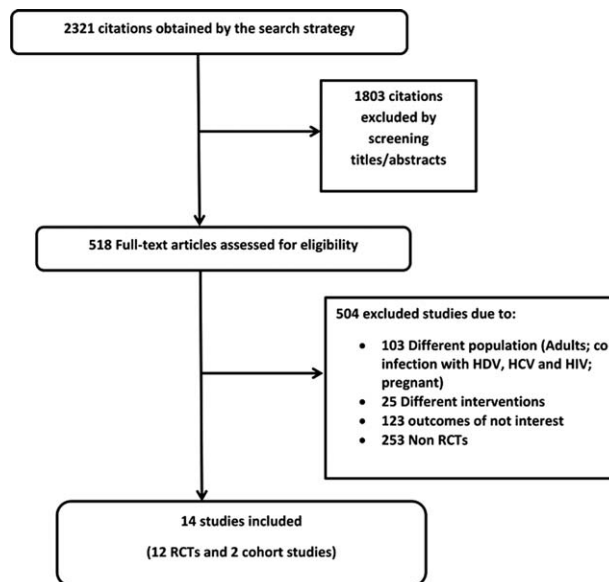 2321 citations obtained by the search strategy
1803 citations
excluded by
screening
titles/abstracts
518 Full-text articles assessed for eligibility
504 excluded studies due to:
• 103 Different population (Adults; co
infection with HDV, HCV and HIV;
pregnant)
• 25 Different interventions
• 123 outcomes of not interest
• 253 Non RCTs
14 studies included
(12 RCTs and 2 cohort studies)